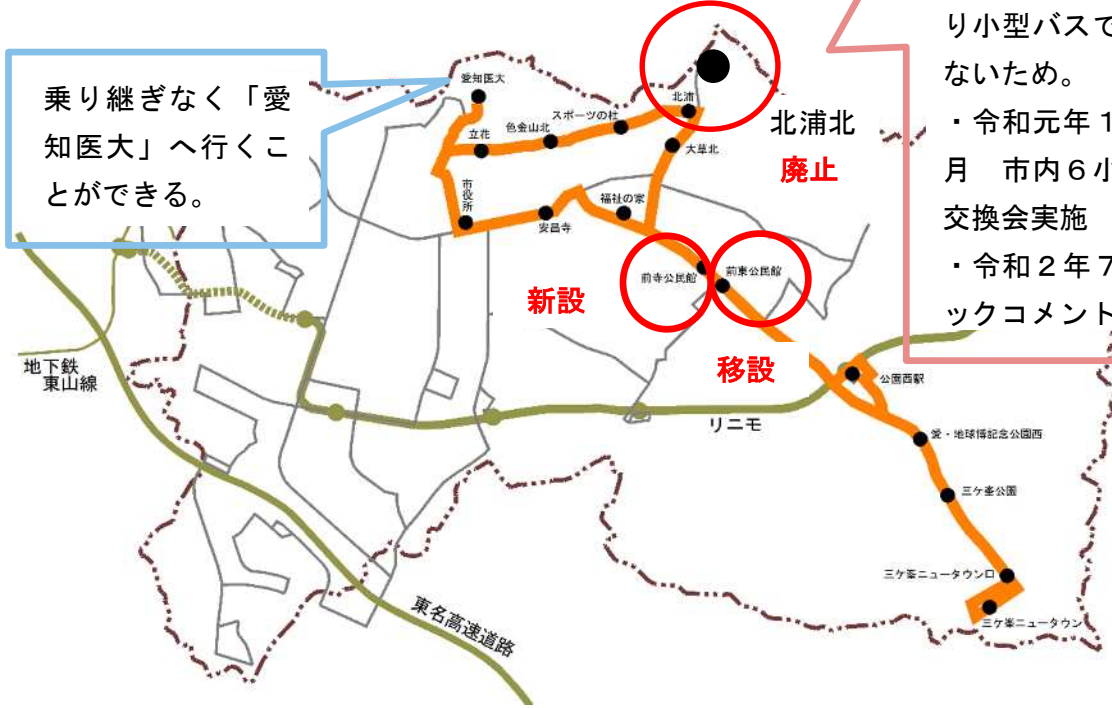 り小型バスで
ないため。
・令和元年1
月　市内６小
交換会実施
・令和２年７
ックコメント
乗り継ぎなく「愛
知医大」へ行くこ
とができる。
愛知医大
立花
色金山北
スポーツの杜
北浦
北浦北
廃止
大草北
市役所
安昌寺
福祉の家
前寺公民館
前東公民館
新設
移設
地下鉄
東山線
公園西駅
リニモ
愛・地球博記念公園西
三ケ峯公園
三ケ峯ニュータウン口
三ケ峯ニュータウン
東名高速道路